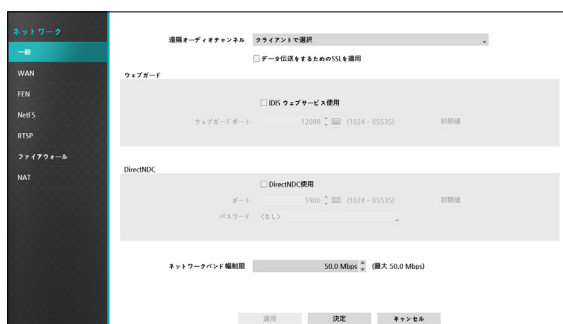 ネットワーク
一般
WAN
FEN
NetFS
RTSP
ファイアウォール
NAT
遠隔オーディオチャンネル クライアントで選択
データ伝送をするためのSSLを適用
ウェブガード
IDIS ウェブサービス使用
ウェブガードポート 12088 (1024 ~ 65535) 初期値
DirectNDC
DirectNDC使用
ポート 5900 (1024 ~ 65535) 初期値
パスワード <なし>
ネットワークバンド幅制限 50.0 Mbps (最大 50.0 Mbps)
適用 決定 キャンセル